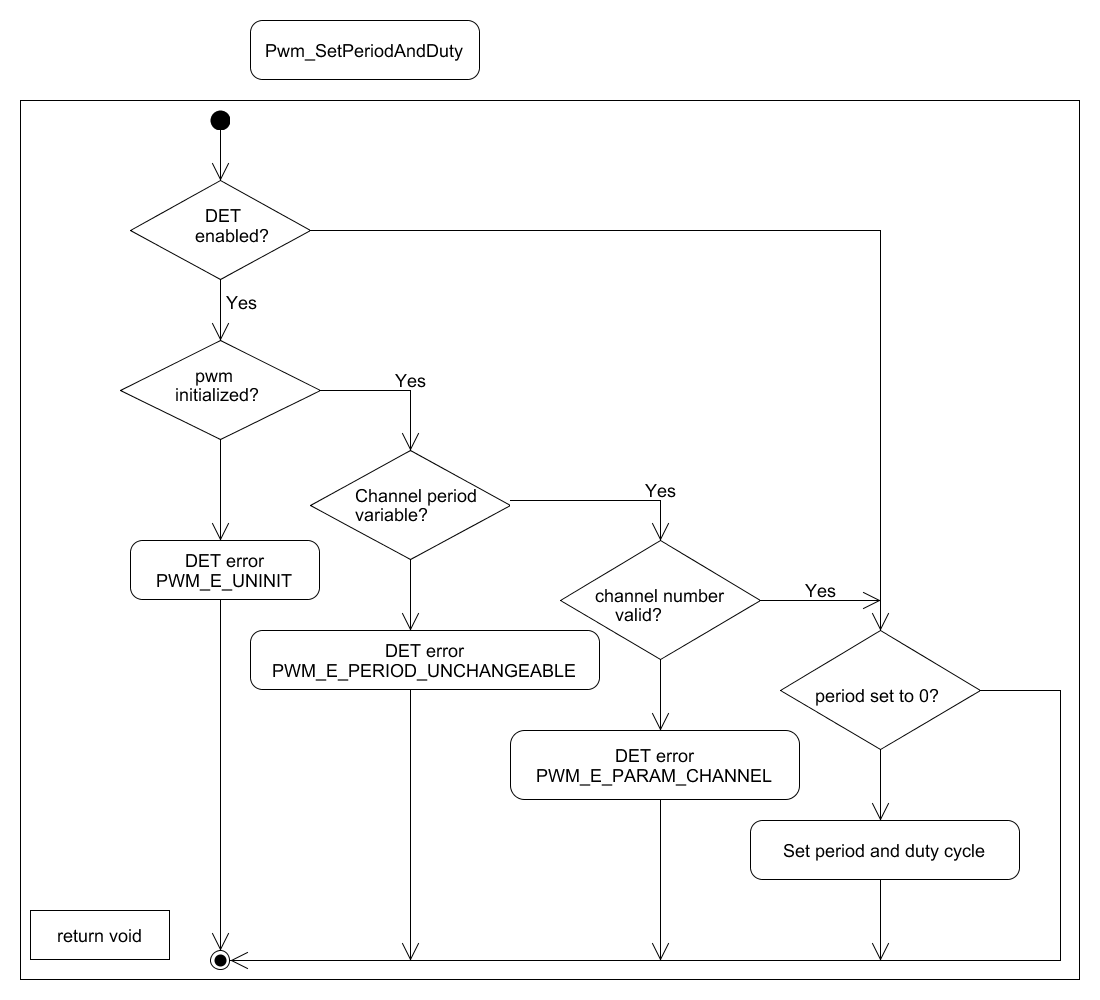 Pwm_SetPeriodAndDuty
DET
enabled?
Yes
pwm
initialized?
Yes
Channel period
variable?
Yes
DET error
PWM_E_UNINIT
channel number
valid?
Yes
DET error
PWM_E_PERIOD_UNCHANGEABLE
period set to 0?
DET error
PWM_E_PARAM_CHANNEL
Set period and duty cycle
return void